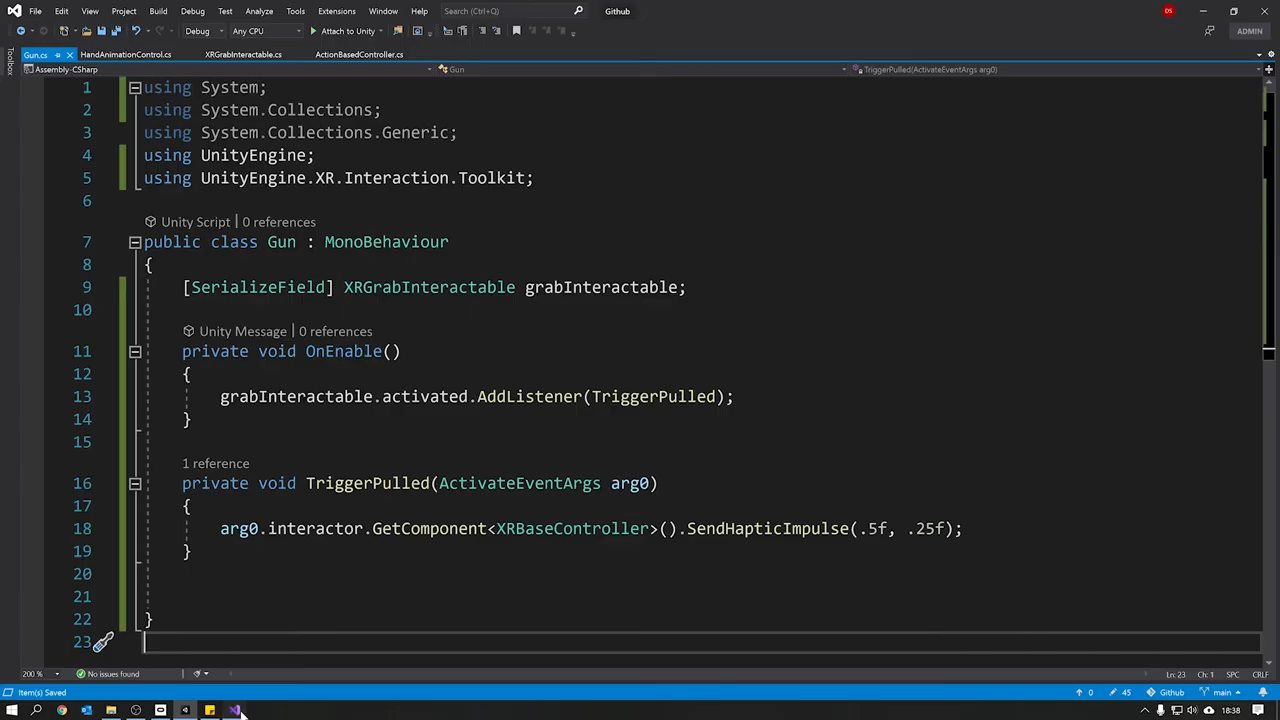 File Edit View Project Build Debug Test Analyze Tools Extensions Window Help Search (Ctrl+Q) Github DS
Debug Any CPU Attach to Unity ADMIN
Gun.cs HandAnimationControl.cs XRGrabInteractable.cs ActionBasedController.cs
Toolbox
Assembly-CSharp Gun TriggerPulled(ActivateEventArgs arg0)
1 using System;
2 using System.Collections;
3 using System.Collections.Generic;
4 using UnityEngine;
5 using UnityEngine.XR.Interaction.Toolkit;
6
Unity Script | 0 references
7 public class Gun : MonoBehaviour
8 {
9 [SerializeField] XRGrabInteractable grabInteractable;
10
Unity Message | 0 references
11 private void OnEnable()
12 {
13 grabInteractable.activated.AddListener(TriggerPulled);
14 }
15
1 reference
16 private void TriggerPulled(ActivateEventArgs arg0)
17 {
18 arg0.interactor.GetComponent<XRBaseController>().SendHapticImpulse(.5f, .25f);
19 }
20
21
22 }
23
200 % No issues found Ln: 23 Ch: 1 SPC CRLF
Item(s) Saved 0 45 Github main
18:38